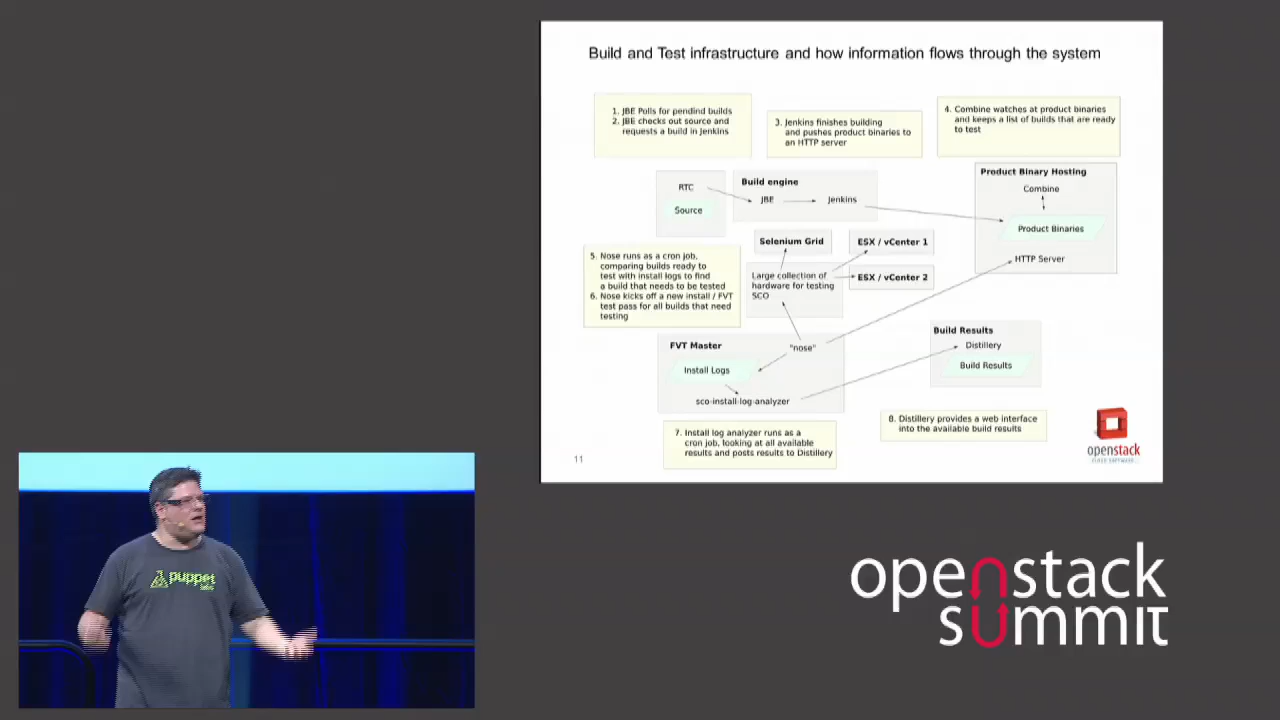 Build and Test infrastructure and how information flows through the system
1. JBE Polls for pendind builds
2. JBE checks out source and
requests a build in Jenkins
3. Jenkins finishes building
and pushes product binaries to
an HTTP server
4. Combine watches at product binaries
and keeps a list of builds that are ready
to test
RTC
Source
Build engine
JBE
Jenkins
Product Binary Hosting
Combine
Product Binaries
HTTP Server
Selenium Grid
ESX / vCenter 1
ESX / vCenter 2
Large collection of
hardware for testing
SCO
5. Nose runs as a cron job,
comparing builds ready to
test with install logs to find
a build that needs to be tested
6. Nose kicks off a new install / FVT
test pass for all builds that need
testing
FVT Master
"nose"
Install Logs
sco-install-log-analyzer
Build Results
Distillery
Build Results
7. Install log analyzer runs as a
cron job, looking at all available
results and posts results to Distillery
8. Distillery provides a web interface
into the available build results
11
openstack
CLOUD SOFTWARE
puppet
labs
openstack
summit